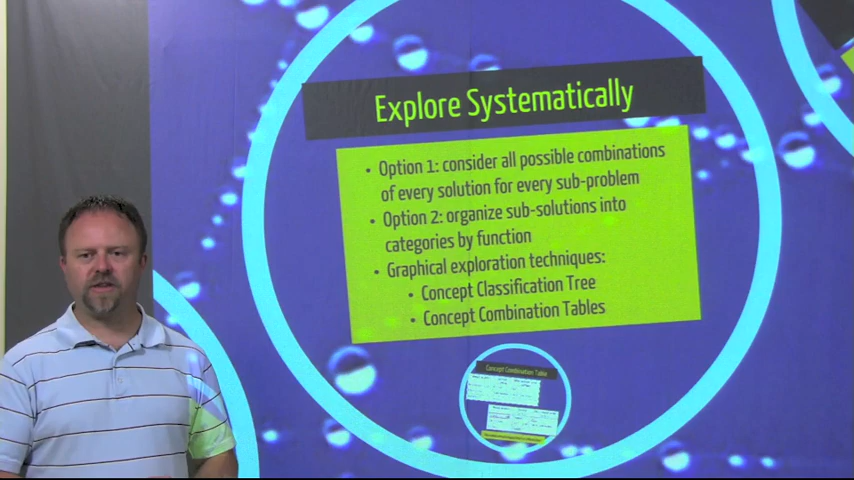 Explore Systematically
• Option 1: consider all possible combinations
of every solution for every sub-problem
• Option 2: organize sub-solutions into
categories by function
• Graphical exploration techniques:
• Concept Classification Tree
• Concept Combination Tables
Concept Combination Table